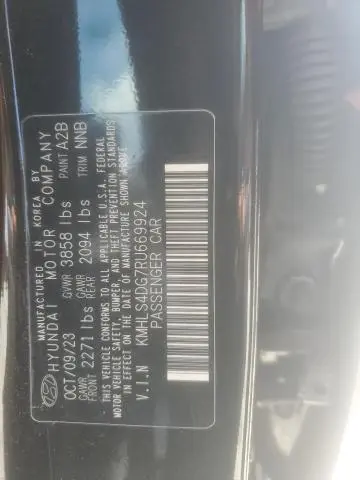 MANUFACTURED IN KOREA BY
HYUNDAI MOTOR COMPANY
OCT/09/23 GVWR 3858 lbs PAINT A2B
GAWR FRONT 2271 lbs GAWR REAR 2094 lbs TRIM NNB
THIS VEHICLE CONFORMS TO ALL APPLICABLE U.S.A. FEDERAL
MOTOR VEHICLE SAFETY, BUMPER, AND THEFT PREVENTION STANDARDS
IN EFFECT ON THE DATE OF MANUFACTURE SHOWN ABOVE.
V.I.N KMHLS4DG7RU669924
PASSENGER CAR